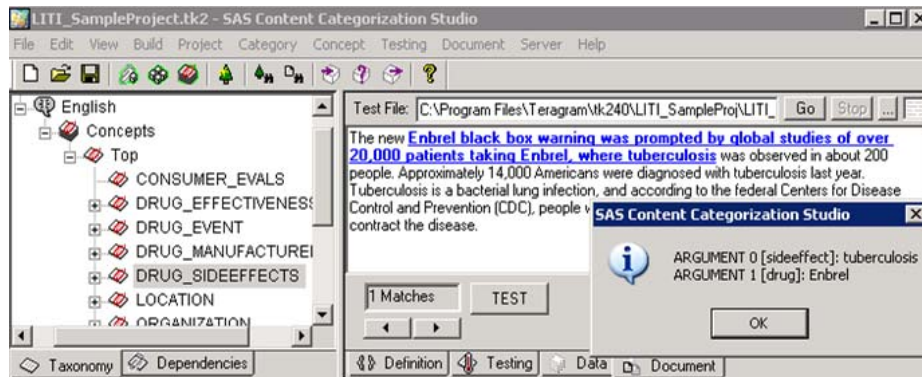 LITI_SampleProject.tk2 - SAS Content Categorization Studio
File Edit View Build Project Category Concept Testing Document Server Help
English
Concepts
Top
CONSUMER_EVALS
DRUG_EFFECTIVENESS
DRUG_EVENT
DRUG_MANUFACTURE
DRUG_SIDEEFFECTS
LOCATION
ORGANIZATION
Taxonomy Dependencies
Test File: C:\Program Files\Teragram\tk240\LITI_SampleProj\LITI_ Go Stop ...
The new Enbrel black box warning was prompted by global studies of over
20,000 patients taking Enbrel, where tuberculosis was observed in about 200
people. Approximately 14,000 Americans were diagnosed with tuberculosis last year.
Tuberculosis is a bacterial lung infection, and according to the federal Centers for Disease
Control and Prevention (CDC), people
contract the disease.
1 Matches TEST
Definition Testing Data Document
SAS Content Categorization Studio
ARGUMENT 0 [sideeffect]: tuberculosis
ARGUMENT 1 [drug]: Enbrel
OK